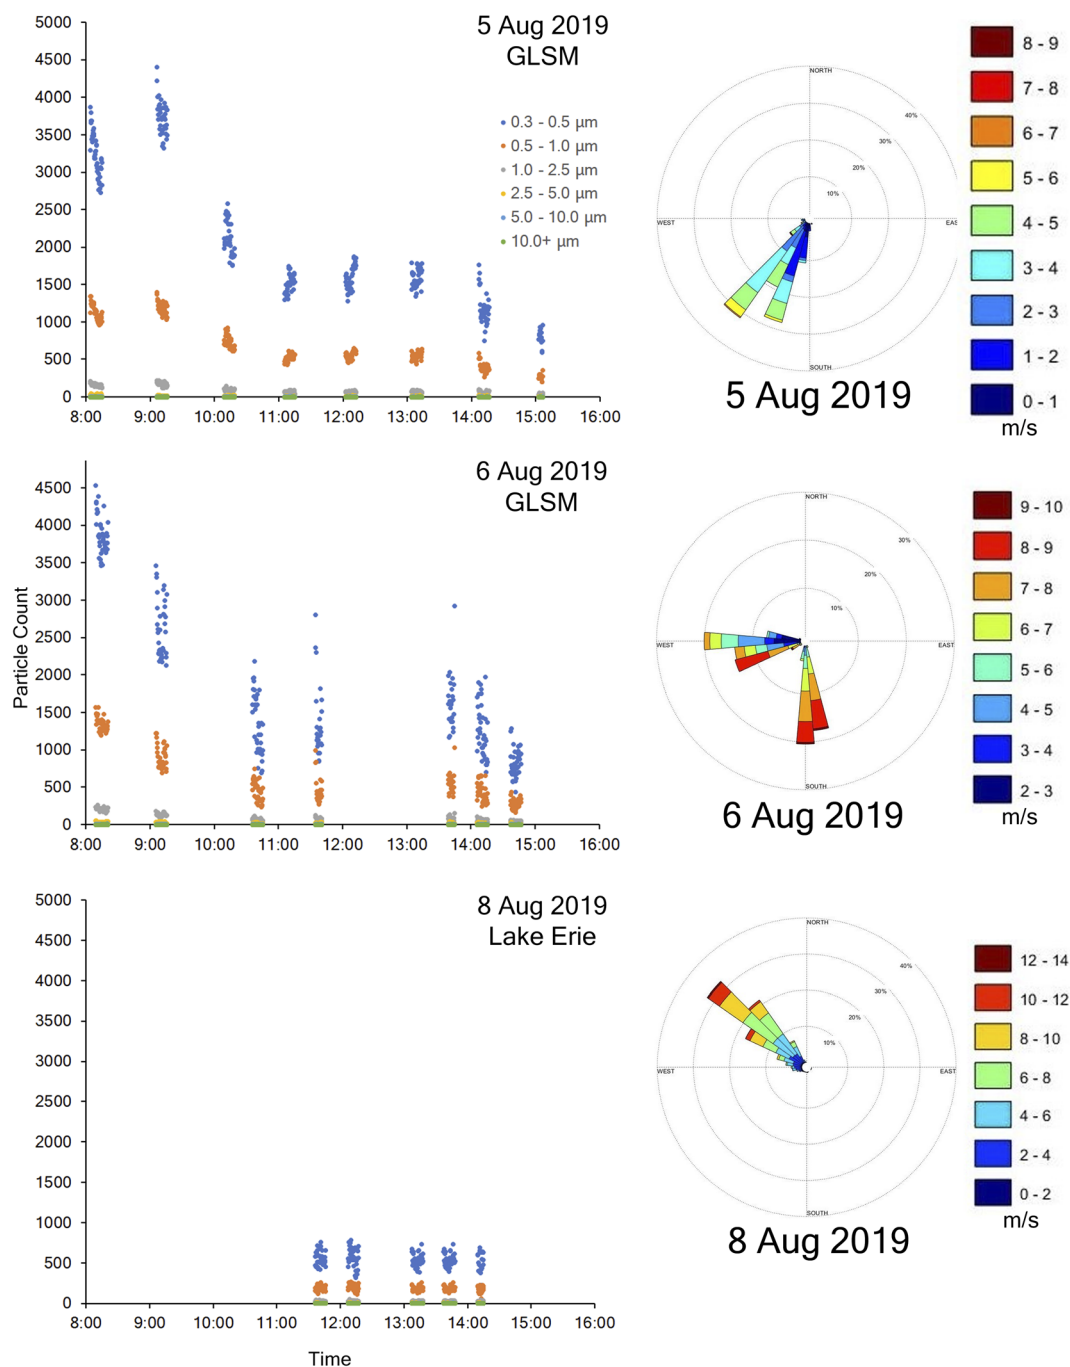 5 Aug 2019
GLSM
5000
4500
4000
3500
3000
2500
2000
1500
1000
500
0
8:00 9:00 10:00 11:00 12:00 13:00 14:00 15:00 16:00
0.3 - 0.5 µm
0.5 - 1.0 µm
1.0 - 2.5 µm
2.5 - 5.0 µm
5.0 - 10.0 µm
10.0+ µm
NORTH
40%
30%
20%
10%
WEST
EAS
SOUTH
5 Aug 2019
8 - 9
7 - 8
6 - 7
5 - 6
4 - 5
3 - 4
2 - 3
1 - 2
0 - 1
m/s
6 Aug 2019
GLSM
Particle Count
4500
4000
3500
3000
2500
2000
1500
1000
500
0
8:00 9:00 10:00 11:00 12:00 13:00 14:00 15:00 16:00
NORTH
30%
20%
10%
WEST
EAST
SOUTH
6 Aug 2019
9 - 10
8 - 9
7 - 8
6 - 7
5 - 6
4 - 5
3 - 4
2 - 3
m/s
8 Aug 2019
Lake Erie
5000
4500
4000
3500
3000
2500
2000
1500
1000
500
0
8:00 9:00 10:00 11:00 12:00 13:00 14:00 15:00 16:00
Time
NORTH
40%
30%
20%
10%
WEST
EAST
SOUTH
8 Aug 2019
12 - 14
10 - 12
8 - 10
6 - 8
4 - 6
2 - 4
0 - 2
m/s